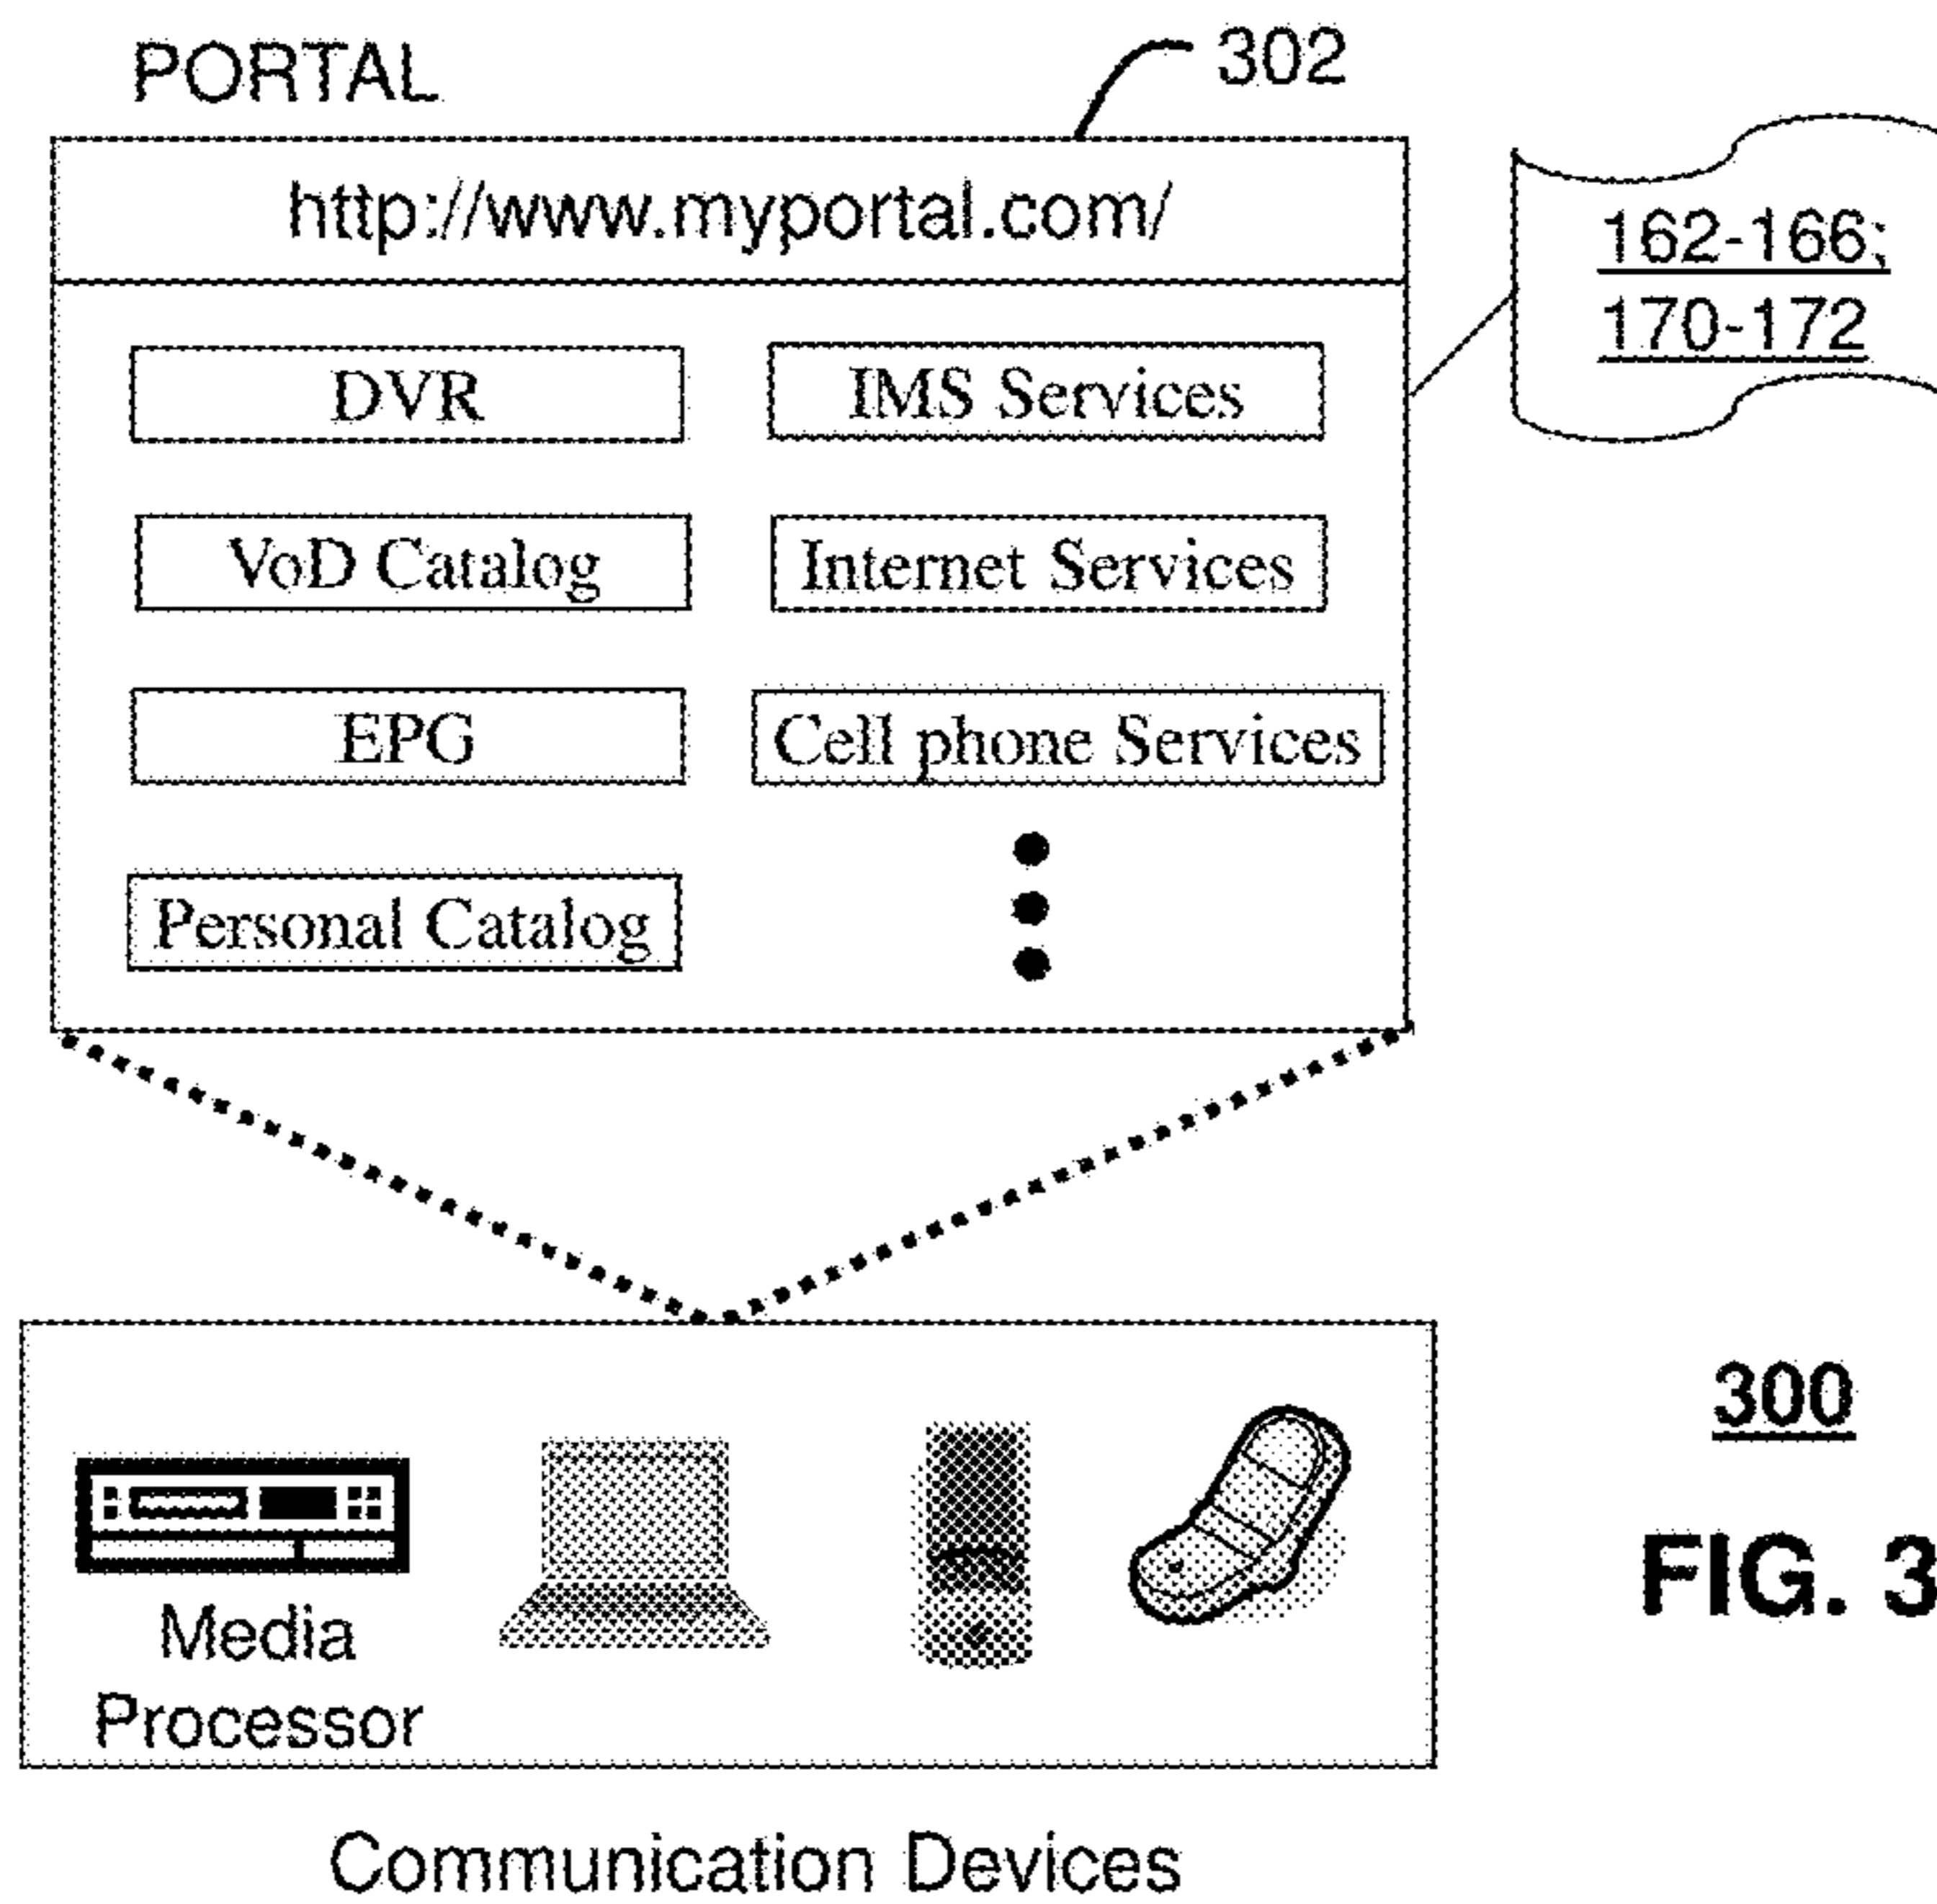 PORTAL
302
http://www.myportal.com/
162-166;
170-172
DVR
IMS Services
VoD Catalog
Internet Services
EPG
Cell phone Services
Personal Catalog
300
FIG. 3
Media
Processor
Communication Devices